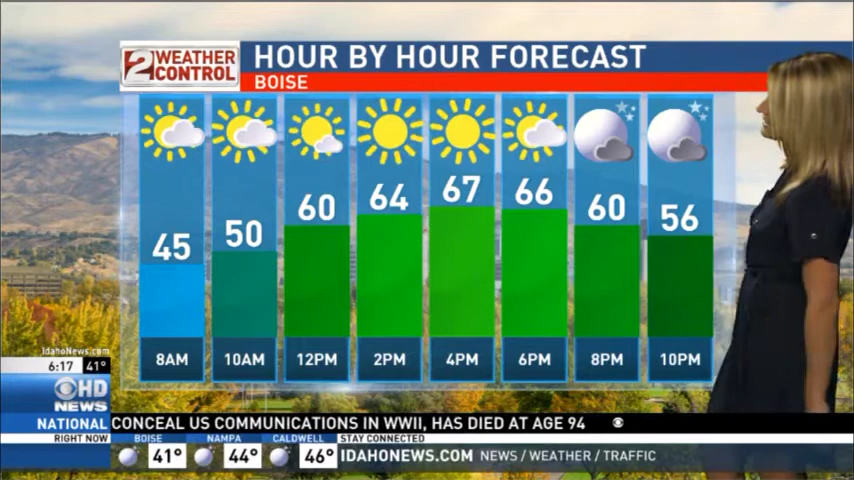 2 WEATHER CONTROL
HOUR BY HOUR FORECAST
BOISE
45 50 60 64 67 66 60 56
8AM 10AM 12PM 2PM 4PM 6PM 8PM 10PM
IdahoNews.com
6:17 41°
CBS HD
NEWS
NATIONAL CONCEAL US COMMUNICATIONS IN WWII, HAS DIED AT AGE 94
RIGHT NOW BOISE NAMPA CALDWELL STAY CONNECTED
41° 44° 46° IDAHONEWS.COM NEWS / WEATHER / TRAFFIC